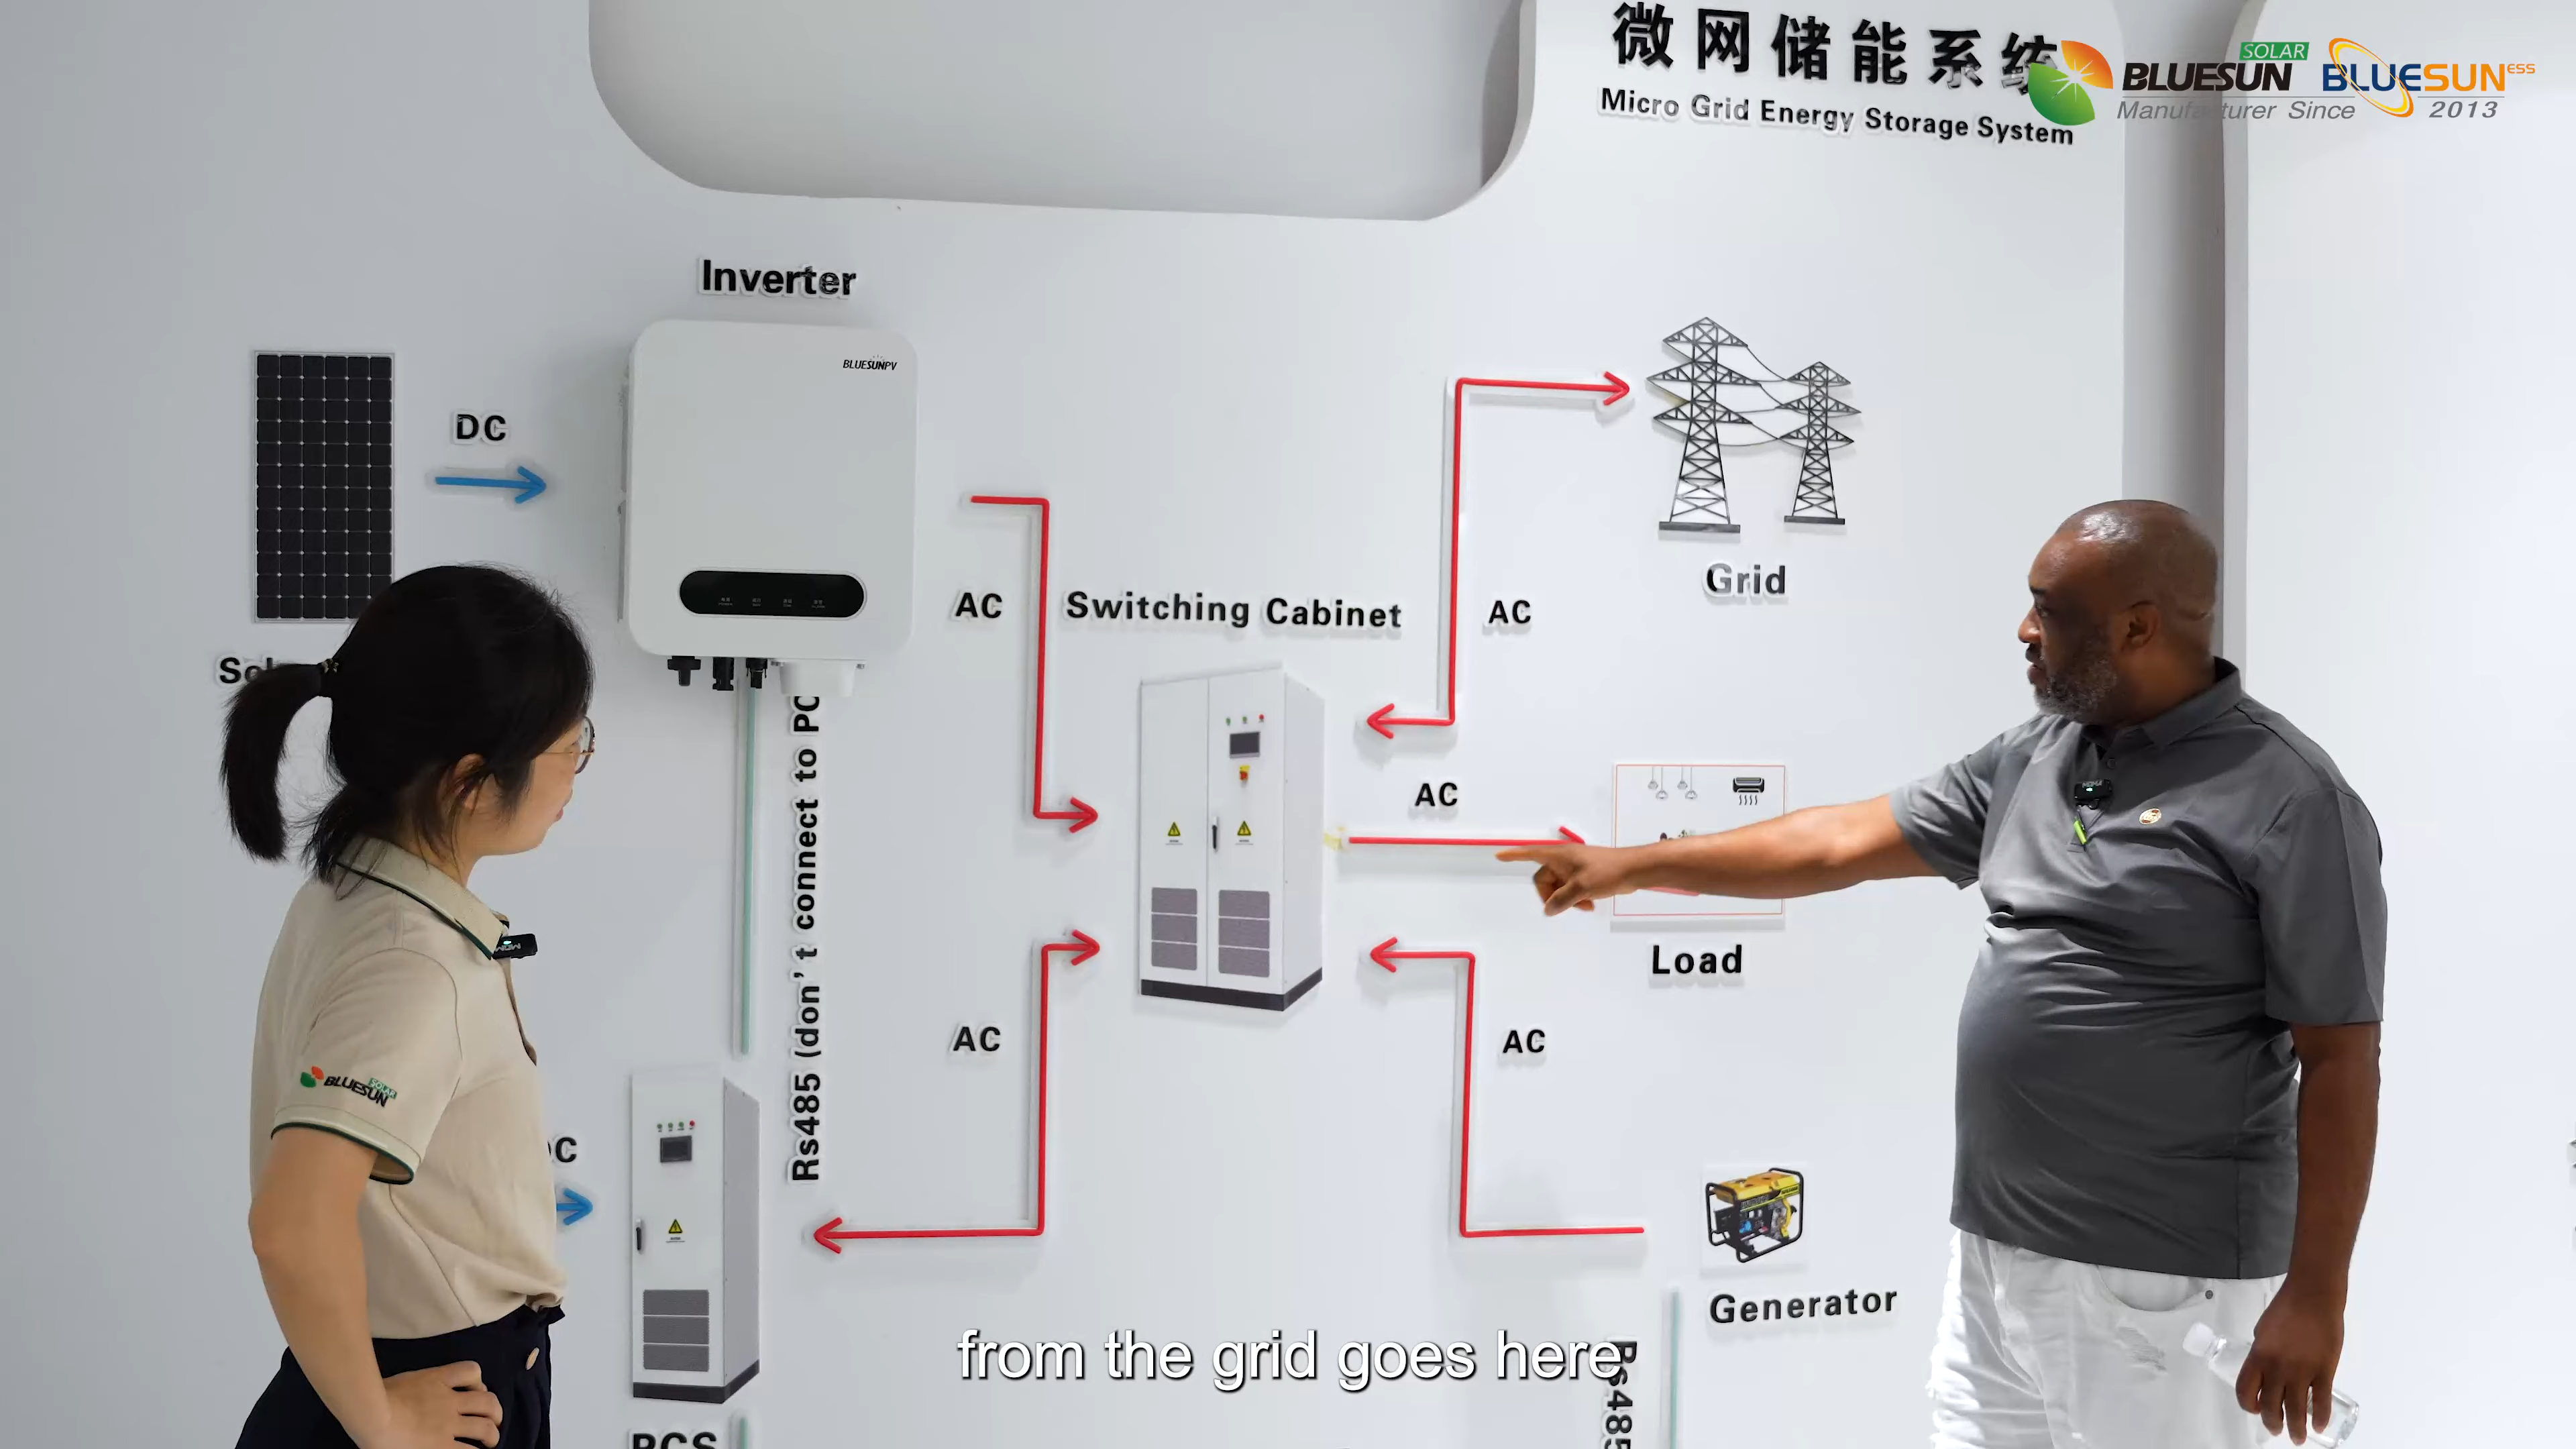 微网储能系统
Micro Grid Energy Storage System
SOLAR
BLUESUN
BLUESUN ESS
Manufacturer Since 2013
Inverter
BLUESUNPV
DC
AC
Switching Cabinet
AC
Grid
AC
Load
Rs485 (don't connect to PC
AC
AC
BLUESUN
SOLAR
Generator
from the grid goes here
Rs485
PCS